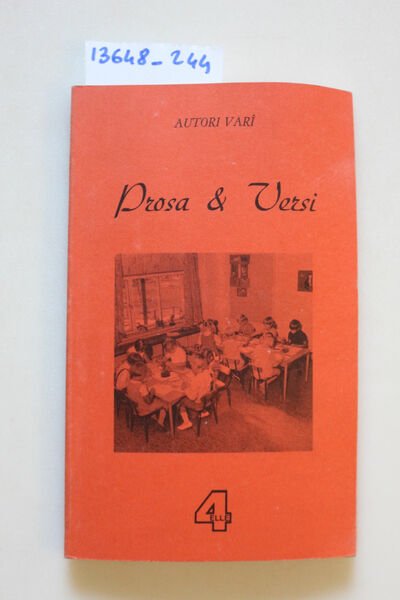 13648_244
AUTORI VARÎ
Prosa & Versi
4
ELLE